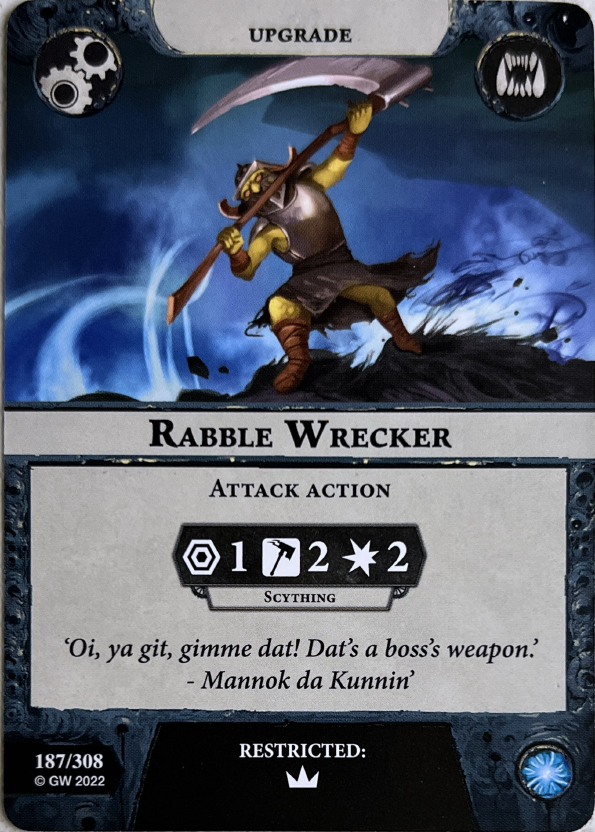 UPGRADE
RABBLE WRECKER
ATTACK ACTION
1 2 2
SCYTHING
‘Oi, ya git, gimme dat! Dat’s a boss’s weapon.’
- Mannok da Kunnin’
187/308
© GW 2022
RESTRICTED: